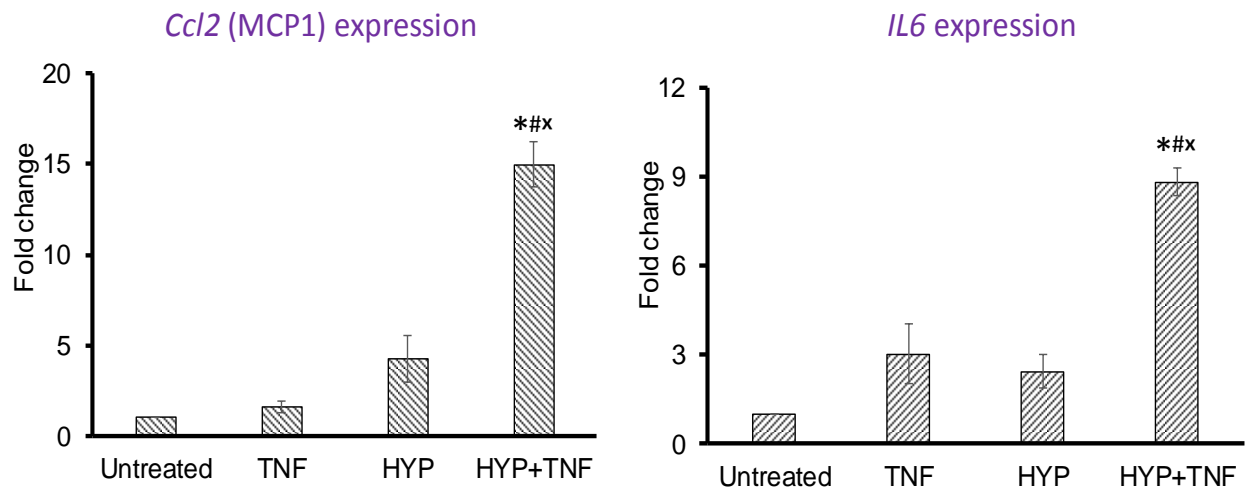 Ccl2 (MCP1) expression
Fold change
20
15
10
5
0
*#x
Untreated TNF HYP HYP+TNF
IL6 expression
Fold change
12
9
6
3
0
*#x
Untreated TNF HYP HYP+TNF